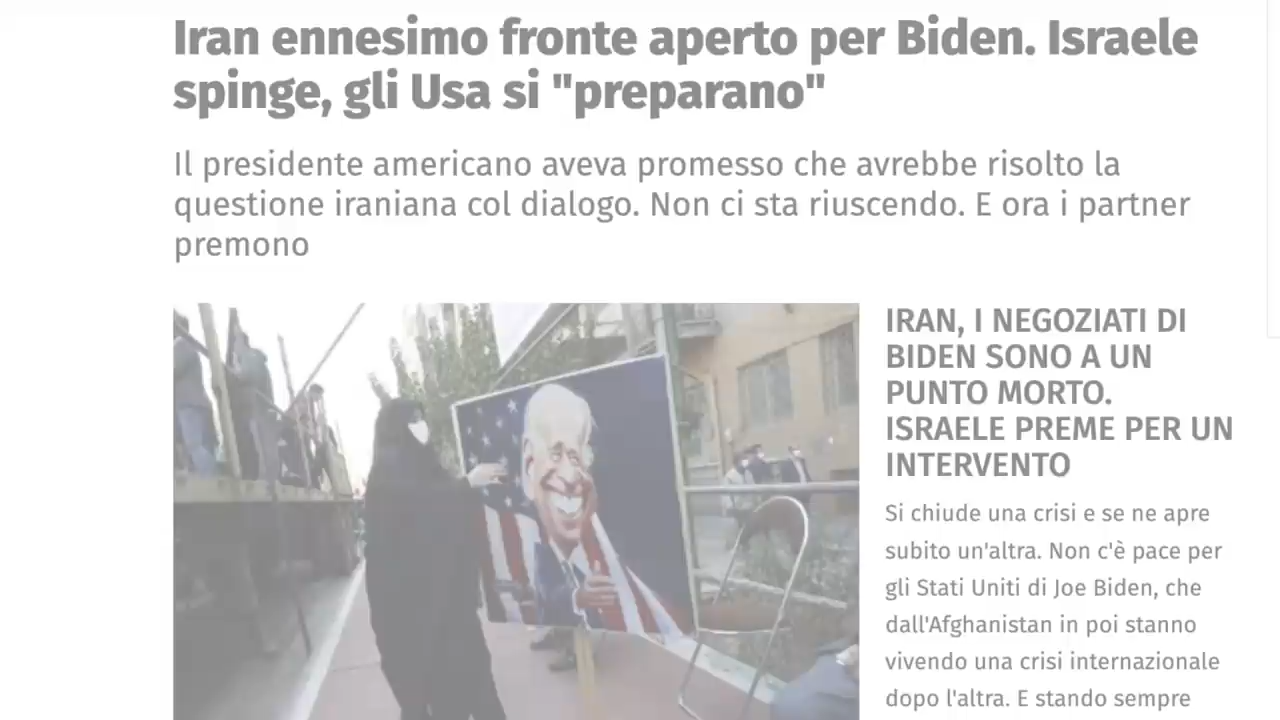 Iran ennesimo fronte aperto per Biden. Israele
spinge, gli Usa si "preparano"
Il presidente americano aveva promesso che avrebbe risolto la
questione iraniana col dialogo. Non ci sta riuscendo. E ora i partner
premono
IRAN, I NEGOZIATI DI
BIDEN SONO A UN
PUNTO MORTO.
ISRAELE PREME PER UN
INTERVENTO
Si chiude una crisi e se ne apre
subito un'altra. Non c'è pace per
gli Stati Uniti di Joe Biden, che
dall'Afghanistan in poi stanno
vivendo una crisi internazionale
dopo l'altra. E stando sempre